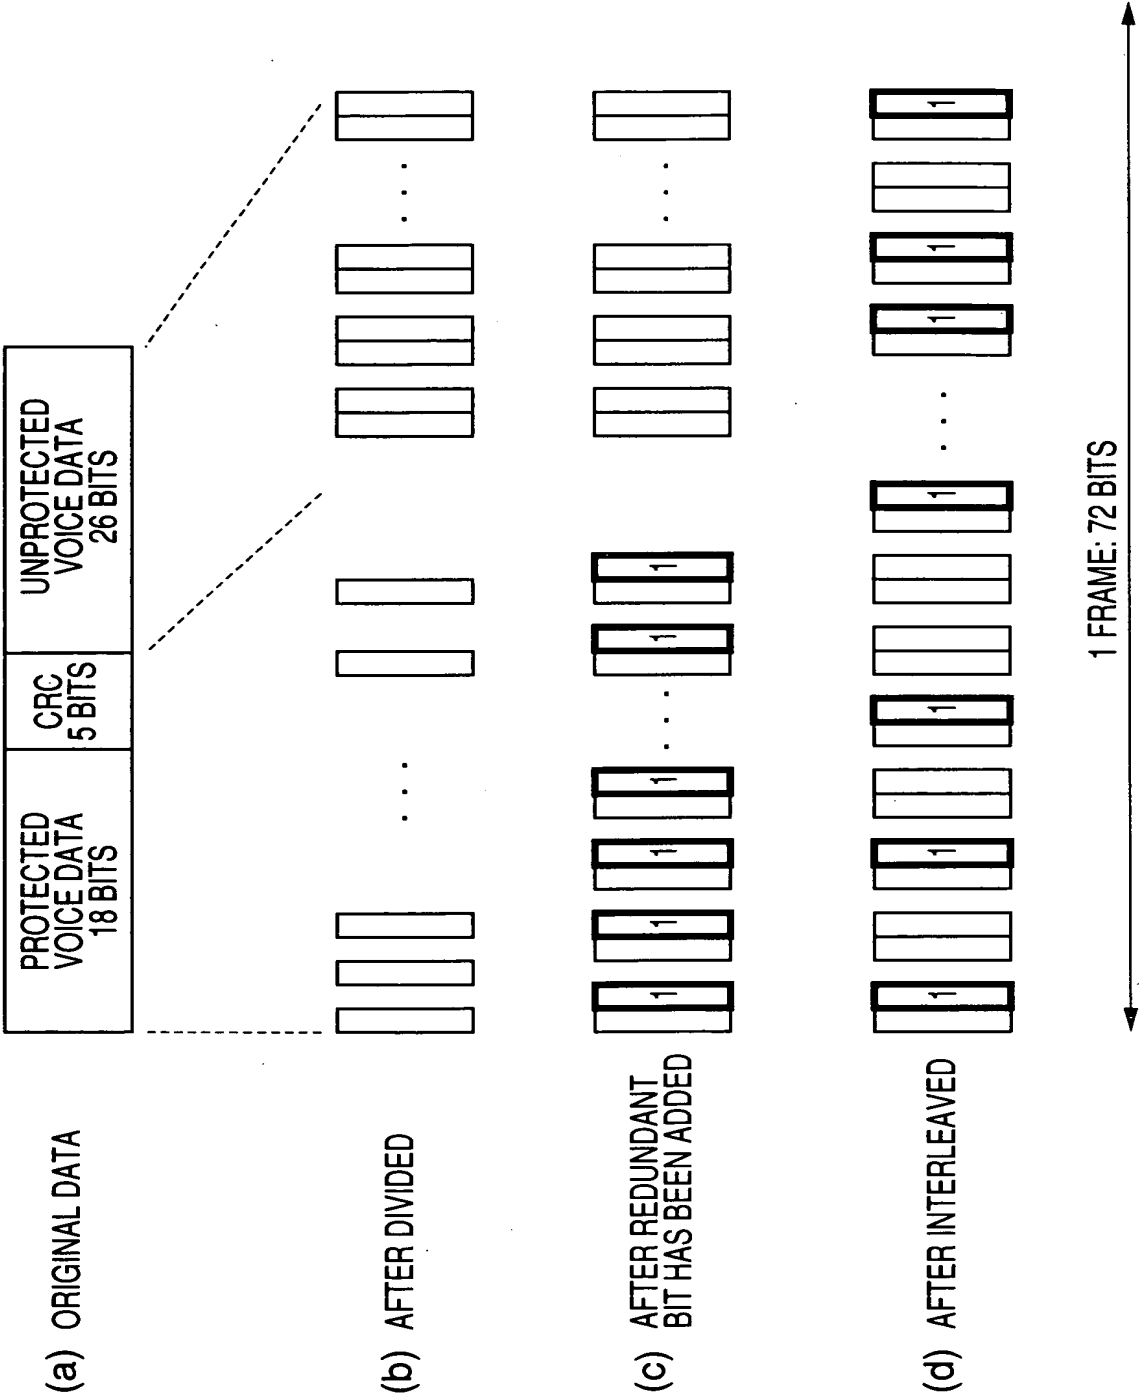 (a) ORIGINAL DATA
PROTECTED
VOICE DATA
18 BITS
CRC
5 BITS
UNPROTECTED
VOICE DATA
26 BITS
(b) AFTER DIVIDED
(c) AFTER REDUNDANT
BIT HAS BEEN ADDED
1 1 1 1 1 1
(d) AFTER INTERLEAVED
1 1 1 1 1 1 1
1 FRAME: 72 BITS